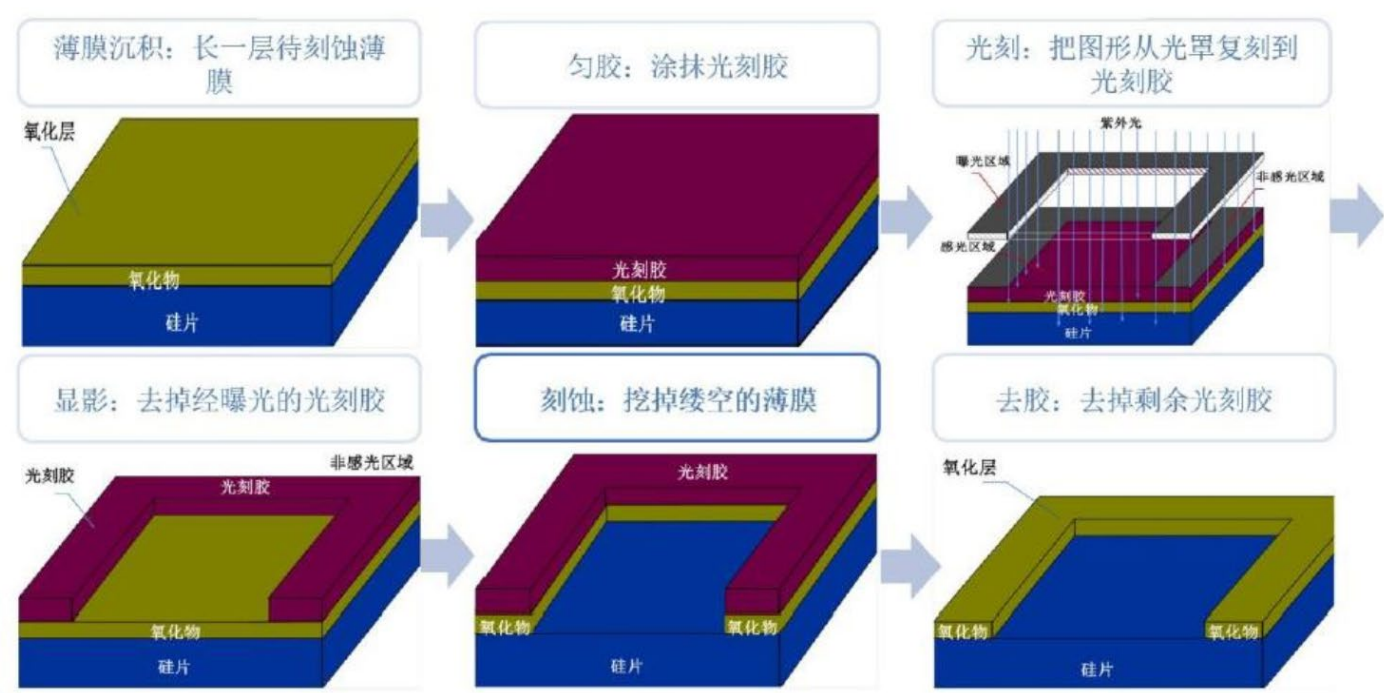 薄膜沉积：长一层待刻蚀薄
膜
匀胶：涂抹光刻胶
光刻：把图形从光罩复刻到
光刻胶
氧化层
氧化物
硅片
光刻胶
氧化物
硅片
紫外光
曝光区域
非感光区域
感光区域
光刻胶
氧化物
硅片
显影：去掉经曝光的光刻胶
刻蚀：挖掉缕空的薄膜
去胶：去掉剩余光刻胶
非感光区域
光刻胶
光刻胶
氧化物
硅片
光刻胶
氧化物
氧化物
硅片
氧化层
氧化物
氧化物
硅片